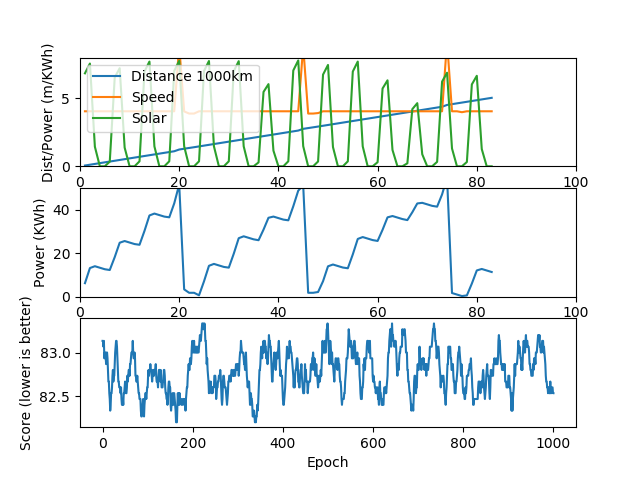 Dist/Power (m/KWh)
5
0
Distance 1000km
Speed
Solar
0 20 40 60 80 100
Power (KWh)
40
20
0
0 20 40 60 80 100
Score (lower is better)
83.0
82.5
0 200 400 600 800 1000
Epoch